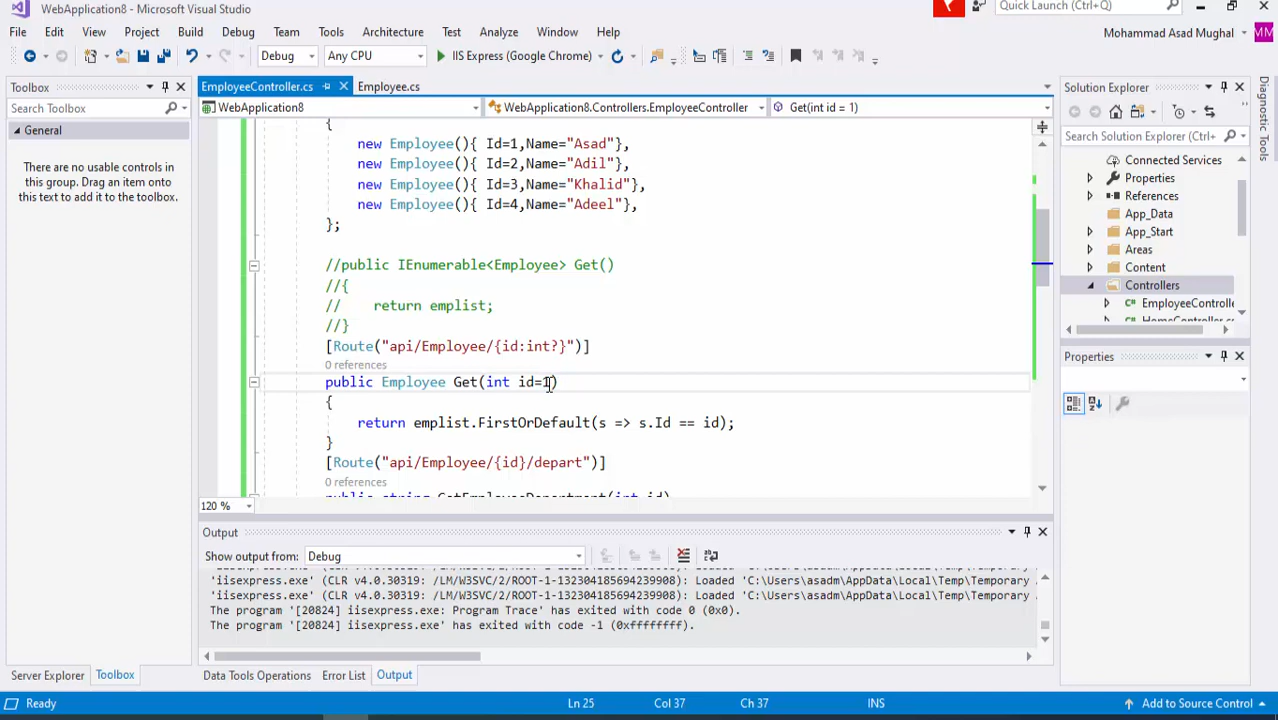 WebApplication8 - Microsoft Visual Studio
Quick Launch (Ctrl+Q)
File Edit View Project Build Debug Team Tools Architecture Test Analyze Window Help
Mohammad Asad Mughal
MM
Debug Any CPU IIS Express (Google Chrome)
Toolbox
Search Toolbox
General
There are no usable controls in
this group. Drag an item onto
this text to add it to the toolbox.
EmployeeController.cs Employee.cs
WebApplication8 WebApplication8.Controllers.EmployeeController Get(int id = 1)
{
new Employee(){ Id=1,Name="Asad"},
new Employee(){ Id=2,Name="Adil"},
new Employee(){ Id=3,Name="Khalid"},
new Employee(){ Id=4,Name="Adeel"},
};
//public IEnumerable<Employee> Get()
//{
// return emplist;
//}
[Route("api/Employee/{id:int?}")]
0 references
public Employee Get(int id=1)
{
return emplist.FirstOrDefault(s => s.Id == id);
}
[Route("api/Employee/{id}/depart")]
0 references
public string GetEmployeeDepartment(int id)
120 %
Output
Show output from: Debug
'iisexpress.exe' (CLR v4.0.30319: /LM/W3SVC/2/ROOT-1-132304185694239908): Loaded 'C:\Users\asadm\AppData\Local\Temp\Temporary
'iisexpress.exe' (CLR v4.0.30319: /LM/W3SVC/2/ROOT-1-132304185694239908): Loaded 'C:\Users\asadm\AppData\Local\Temp\Temporary
The program '[20824] iisexpress.exe: Program Trace' has exited with code 0 (0x0).
The program '[20824] iisexpress.exe' has exited with code -1 (0xffffffff).
Solution Explorer
Search Solution Explorer (Ctrl+
Connected Services
Properties
References
App_Data
App_Start
Areas
Content
Controllers
EmployeeControlle
HomeController.cs
Properties
Diagnostic Tools
Server Explorer Toolbox
Data Tools Operations Error List Output
Ready Ln 25 Col 37 Ch 37 INS Add to Source Control